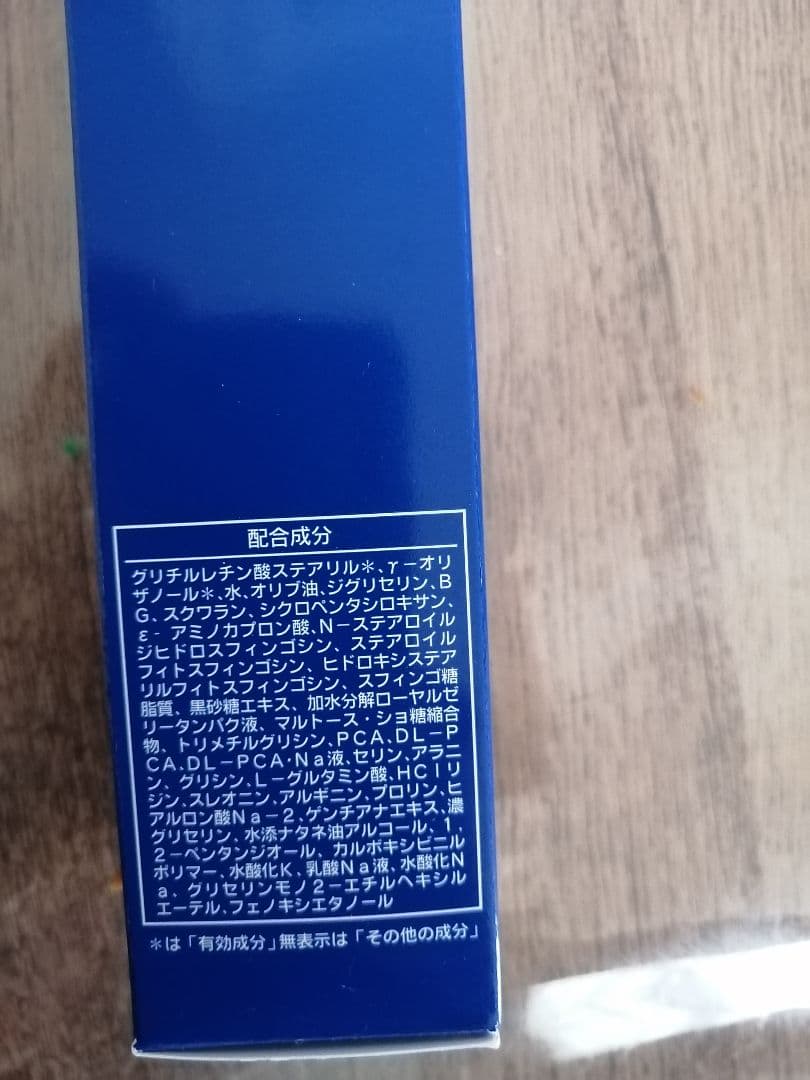 配合成分
グリチルレチン酸ステアリル＊、γーオリ
ザノール＊、水、オリブ油、ジグリセリン、B
G、スクワラン、シクロペンタシロキサン、
ε- アミノカプロン酸、N－ステアロイル
ジヒドロスフィンゴシン、ステアロイル
フィトスフィンゴシン、ヒドロキシステア
リルフィトスフィンゴシン、スフィンゴ糖
脂質、黒砂糖エキス、加水分解ローヤルゼ
リータンパク液、マルトース・ショ糖縮合
物、トリメチルグリシン、PCA、DL－P
CA、DL－PCA・Na液、セリン、アラニ
ン、グリシン、L－グルタミン酸、HClリ
ジン、スレオニン、アルギニン、プロリン、ヒ
アルロン酸Na－2、ゲンチアナエキス、濃
グリセリン、水添ナタネ油アルコール、1，
2－ペンタンジオール、カルボキシビニル
ポリマー、水酸化K、乳酸Na液、水酸化N
a、グリセリンモノ2－エチルヘキシル
エーテル、フェノキシエタノール
＊は「有効成分」無表示は「その他の成分」